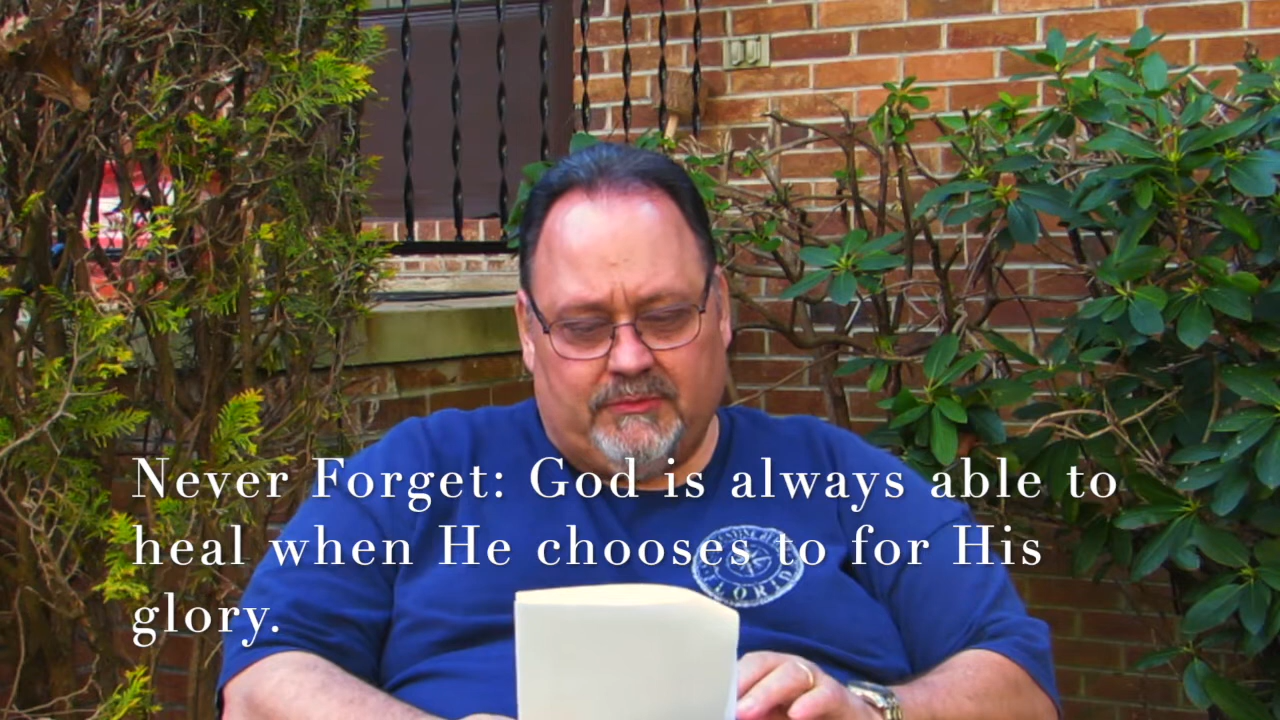 Never Forget: God is always able to
heal when He chooses to for His
glory.